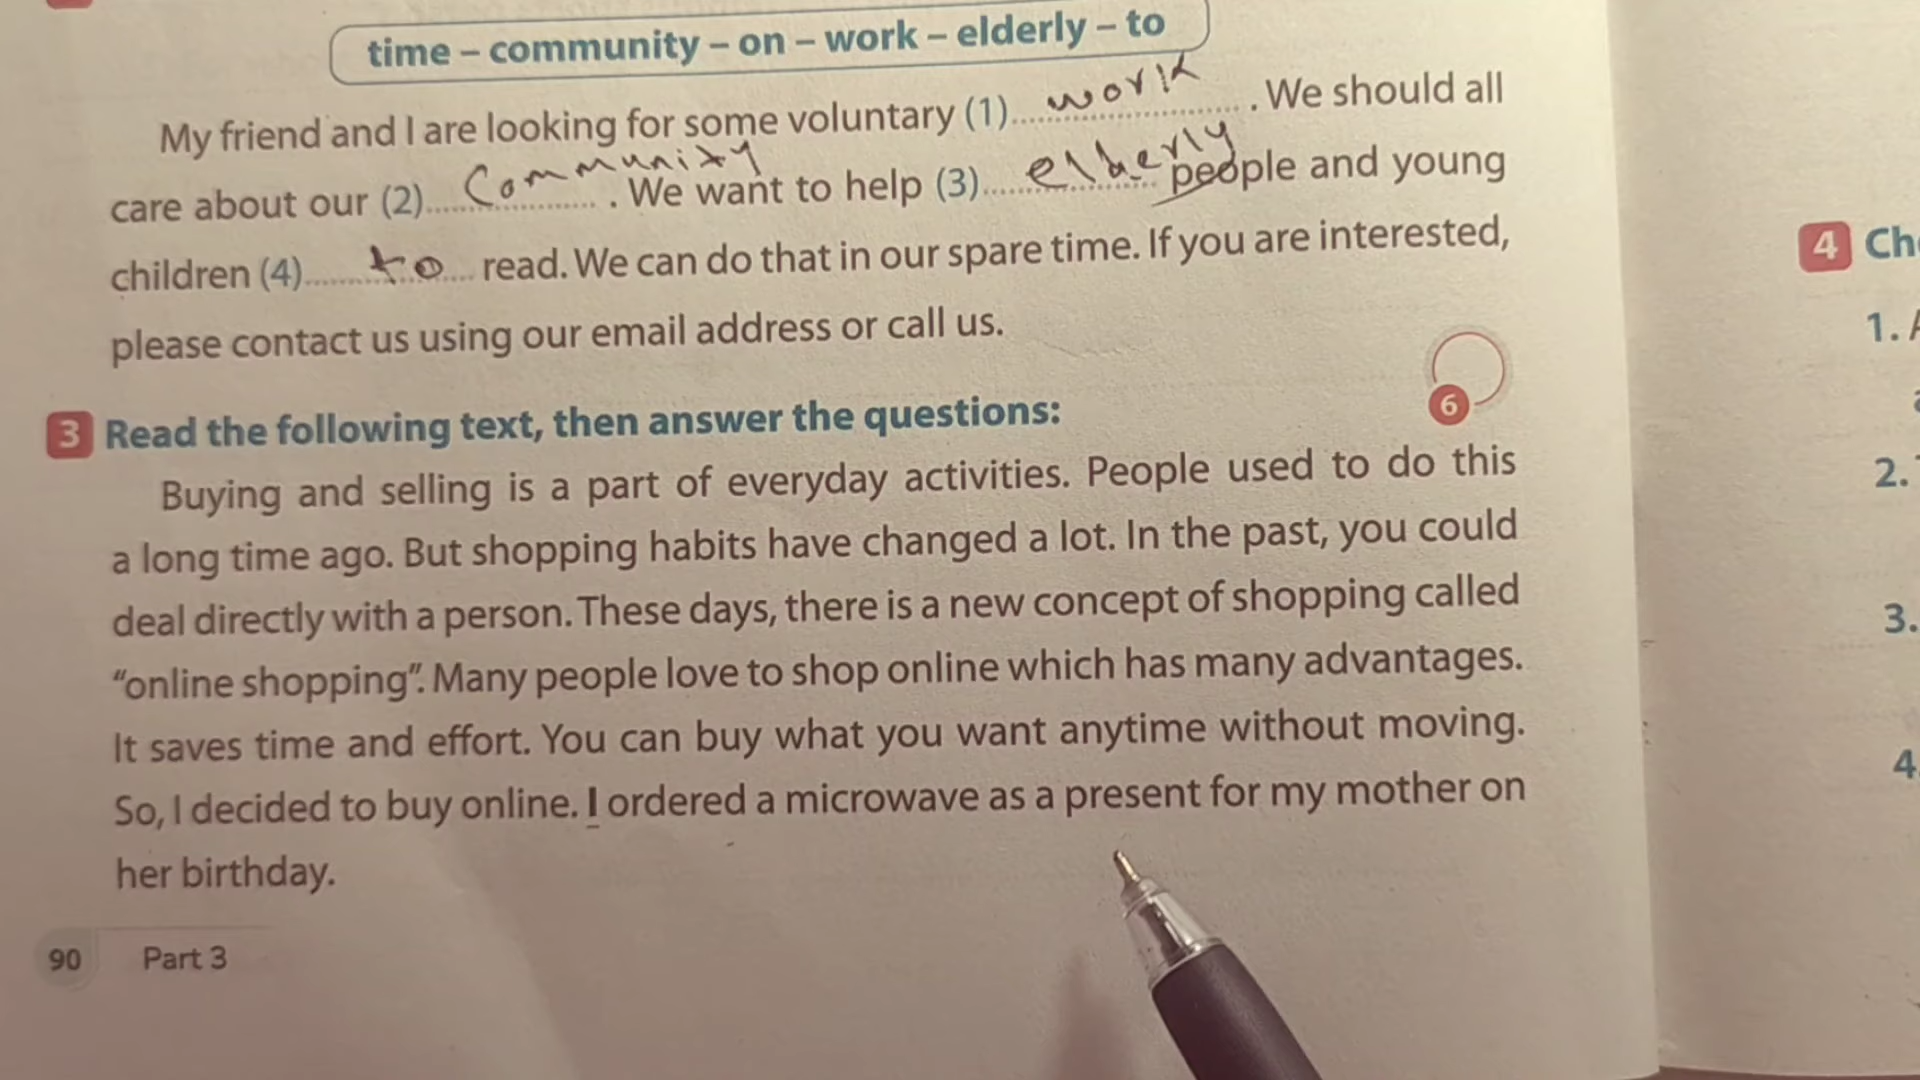 time – community – on – work – elderly – to
My friend and I are looking for some voluntary (1) work. We should all
care about our (2) Community. We want to help (3) elderly people and young
children (4) to read. We can do that in our spare time. If you are interested,
please contact us using our email address or call us.
6
3 Read the following text, then answer the questions:
Buying and selling is a part of everyday activities. People used to do this
a long time ago. But shopping habits have changed a lot. In the past, you could
deal directly with a person. These days, there is a new concept of shopping called
“online shopping”. Many people love to shop online which has many advantages.
It saves time and effort. You can buy what you want anytime without moving.
So, I decided to buy online. I ordered a microwave as a present for my mother on
her birthday.
90 Part 3
4 Ch
1.
2.
3.
4